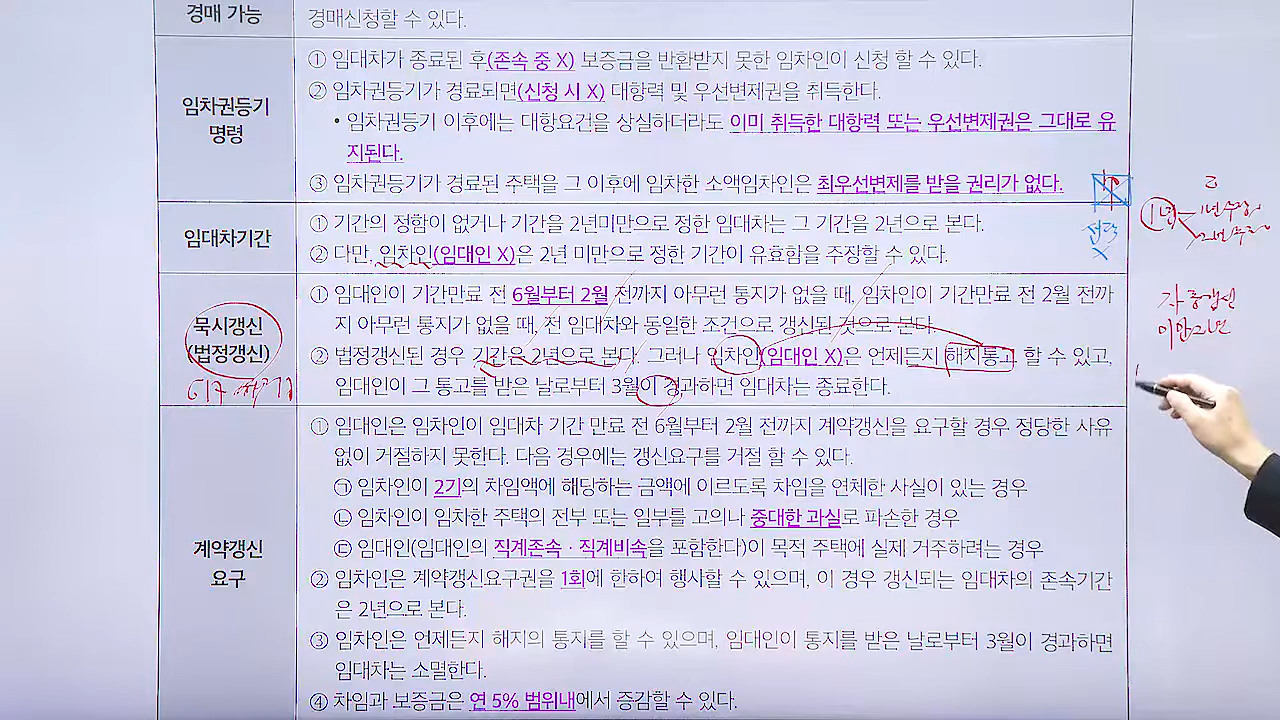 경매 가능
경매신청할 수 있다.
임차권등기
명령
① 임대차가 종료된 후(존속 중 X) 보증금을 반환받지 못한 임차인이 신청 할 수 있다.
② 임차권등기가 경료되면(신청 시 X) 대항력 및 우선변제권을 취득한다.
• 임차권등기 이후에는 대항요건을 상실하더라도 이미 취득한 대항력 또는 우선변제권은 그대로 유
지된다.
③ 임차권등기가 경료된 주택을 그 이후에 임차한 소액임차인은 최우선변제를 받을 권리가 없다.
임대차기간
① 기간의 정함이 없거나 기간을 2년미만으로 정한 임대차는 그 기간을 2년으로 본다.
② 다만, 임차인(임대인 X)은 2년 미만으로 정한 기간이 유효함을 주장할 수 있다.
1년
1년 주장
2년 주장
묵시갱신
(법정갱신)
① 임대인이 기간만료 전 6월부터 2월 전까지 아무런 통지가 없을 때, 임차인이 기간만료 전 2월 전까
지 아무런 통지가 없을 때, 전 임대차와 동일한 조건으로 갱신된 것으로 본다.
② 법정갱신된 경우 기간은 2년으로 본다. 그러나 임차인(임대인 X)은 언제든지 해지통고 할 수 있고,
임대인이 그 통고를 받은 날로부터 3월이 경과하면 임대차는 종료한다.
계약갱신
요구
① 임대인은 임차인이 임대차 기간 만료 전 6월부터 2월 전까지 계약갱신을 요구할 경우 정당한 사유
없이 거절하지 못한다. 다음 경우에는 갱신요구를 거절 할 수 있다.
㉠ 임차인이 2기의 차임액에 해당하는 금액에 이르도록 차임을 연체한 사실이 있는 경우
㉡ 임차인이 임차한 주택의 전부 또는 일부를 고의나 중대한 과실로 파손한 경우
㉢ 임대인(임대인의 직계존속 · 직계비속을 포함한다)이 목적 주택에 실제 거주하려는 경우
② 임차인은 계약갱신요구권을 1회에 한하여 행사할 수 있으며, 이 경우 갱신되는 임대차의 존속기간
은 2년으로 본다.
③ 임차인은 언제든지 해지의 통지를 할 수 있으며, 임대인이 통지를 받은 날로부터 3월이 경과하면
임대차는 소멸한다.
④ 차임과 보증금은 연 5% 범위내에서 증감할 수 있다.